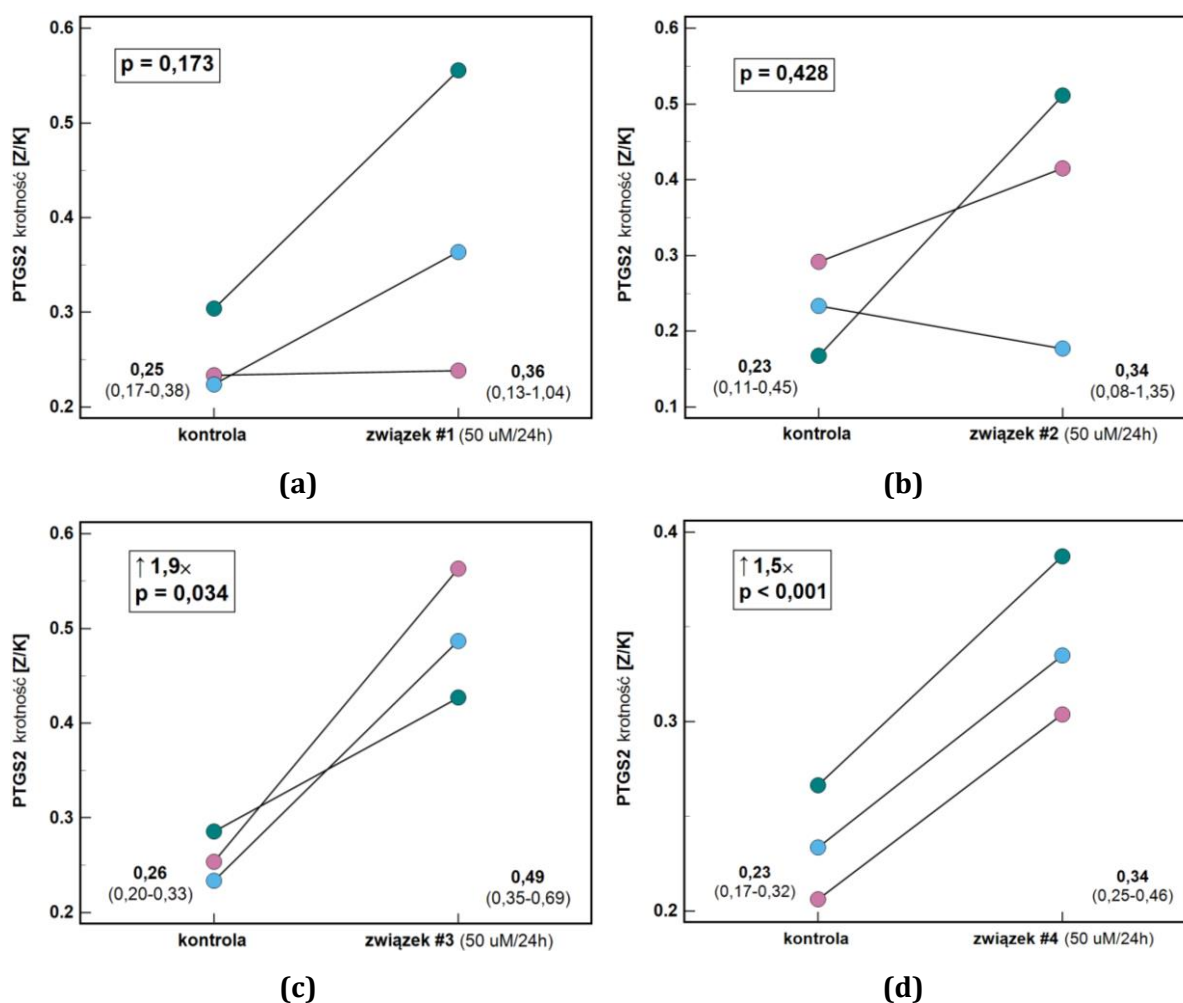 0.6
0.5
0.4
0.3
0.2
PTGS2 krotność [Z/K]
p = 0,173
0,25
(0,17-0,38)
0,36
(0,13-1,04)
kontrola
związek #1 (50 uM/24h)
(a)
0.6
0.5
0.4
0.3
0.2
0.1
PTGS2 krotność [Z/K]
p = 0,428
0,23
(0,11-0,45)
0,34
(0,08-1,35)
kontrola
związek #2 (50 uM/24h)
(b)
0.6
0.5
0.4
0.3
0.2
PTGS2 krotność [Z/K]
↑ 1,9×
p = 0,034
0,26
(0,20-0,33)
0,49
(0,35-0,69)
kontrola
związek #3 (50 uM/24h)
(c)
0.4
0.3
0.2
PTGS2 krotność [Z/K]
↑ 1,5×
p < 0,001
0,23
(0,17-0,32)
0,34
(0,25-0,46)
kontrola
związek #4 (50 uM/24h)
(d)